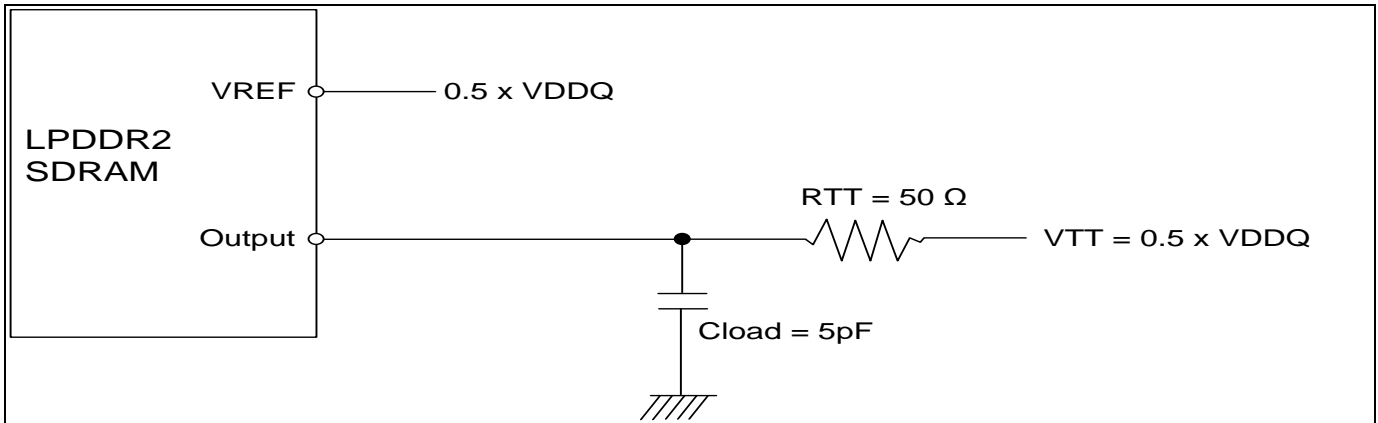 VREF
0.5 x VDDQ
LPDDR2
SDRAM
RTT = 50 Ω
Output
VTT = 0.5 x VDDQ
Cload = 5pF